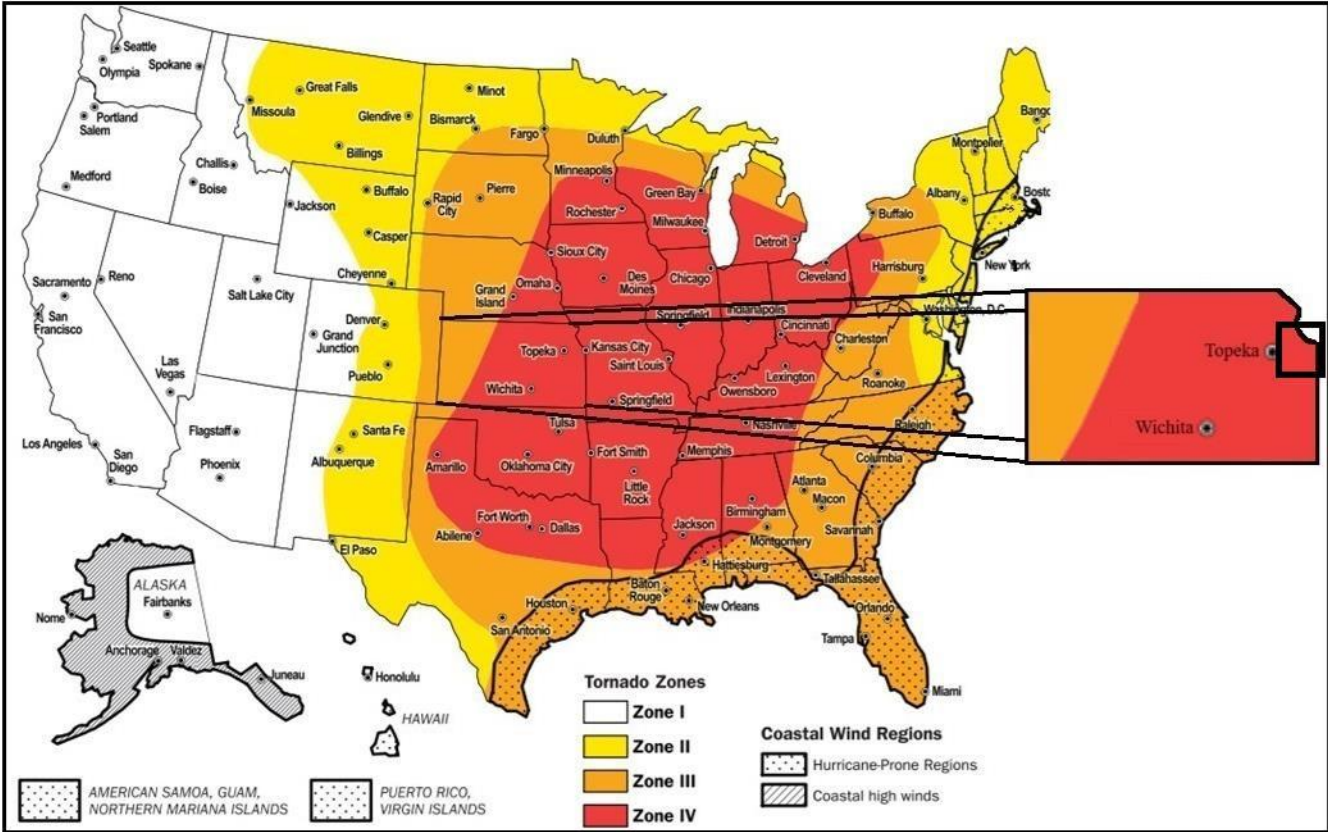 Seattle
Olympia
Spokane
Portland
Salem
Medford
Challis
Boise
Missoula
Great Falls
Glendive
Billings
Buffalo
Jackson
Casper
Cheyenne
Minot
Bismarck
Fargo
Duluth
Rapid
City
Pierre
Minneapolis
Rochester
Green Bay
Milwaukee
Detroit
Sioux City
Omaha
Des
Moines
Chicago
Grand
Island
Cleveland
Buffalo
Albany
Montpelier
Bango
Bosto
Harrisburg
New York
Washington, D.C.
Sacramento
Reno
San
Francisco
Salt Lake City
Las
Vegas
Los Angeles
San
Diego
Flagstaff
Phoenix
Denver
Grand
Junction
Pueblo
Santa Fe
Albuquerque
El Paso
Topeka
Kansas City
Saint Louis
Springfield
Indianapolis
Cincinnati
Charleston
Lexington
Owensboro
Roanoke
Wichita
Springfield
Tulsa
Nashville
Raleigh
Amarillo
Oklahoma City
Fort Smith
Memphis
Columbia
Little
Rock
Atlanta
Macon
Birmingham
Savannah
Fort Worth
Dallas
Abilene
Jackson
Montgomery
Hattiesburg
Tallahassee
Baton
Rouge
New Orleans
Houston
San Antonio
Orlando
Tampa
Miami
Topeka
Wichita
ALASKA
Fairbanks
Nome
Anchorage
Valdez
Juneau
Honolulu
HAWAII
Tornado Zones
Zone I
Zone II
Zone III
Zone IV
Coastal Wind Regions
Hurricane-Prone Regions
Coastal high winds
AMERICAN SAMOA, GUAM,
NORTHERN MARIANA ISLANDS
PUERTO RICO,
VIRGIN ISLANDS